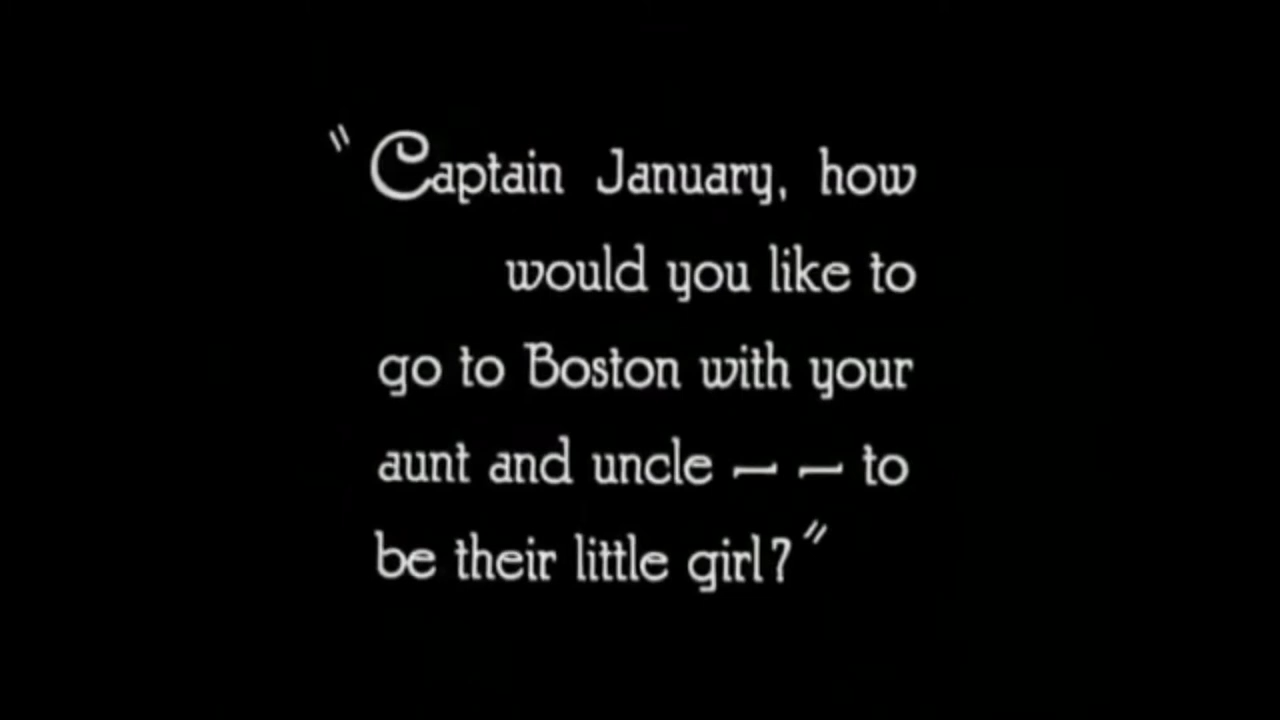 "Captain January, how
would you like to
go to Boston with your
aunt and uncle — — to
be their little girl?"